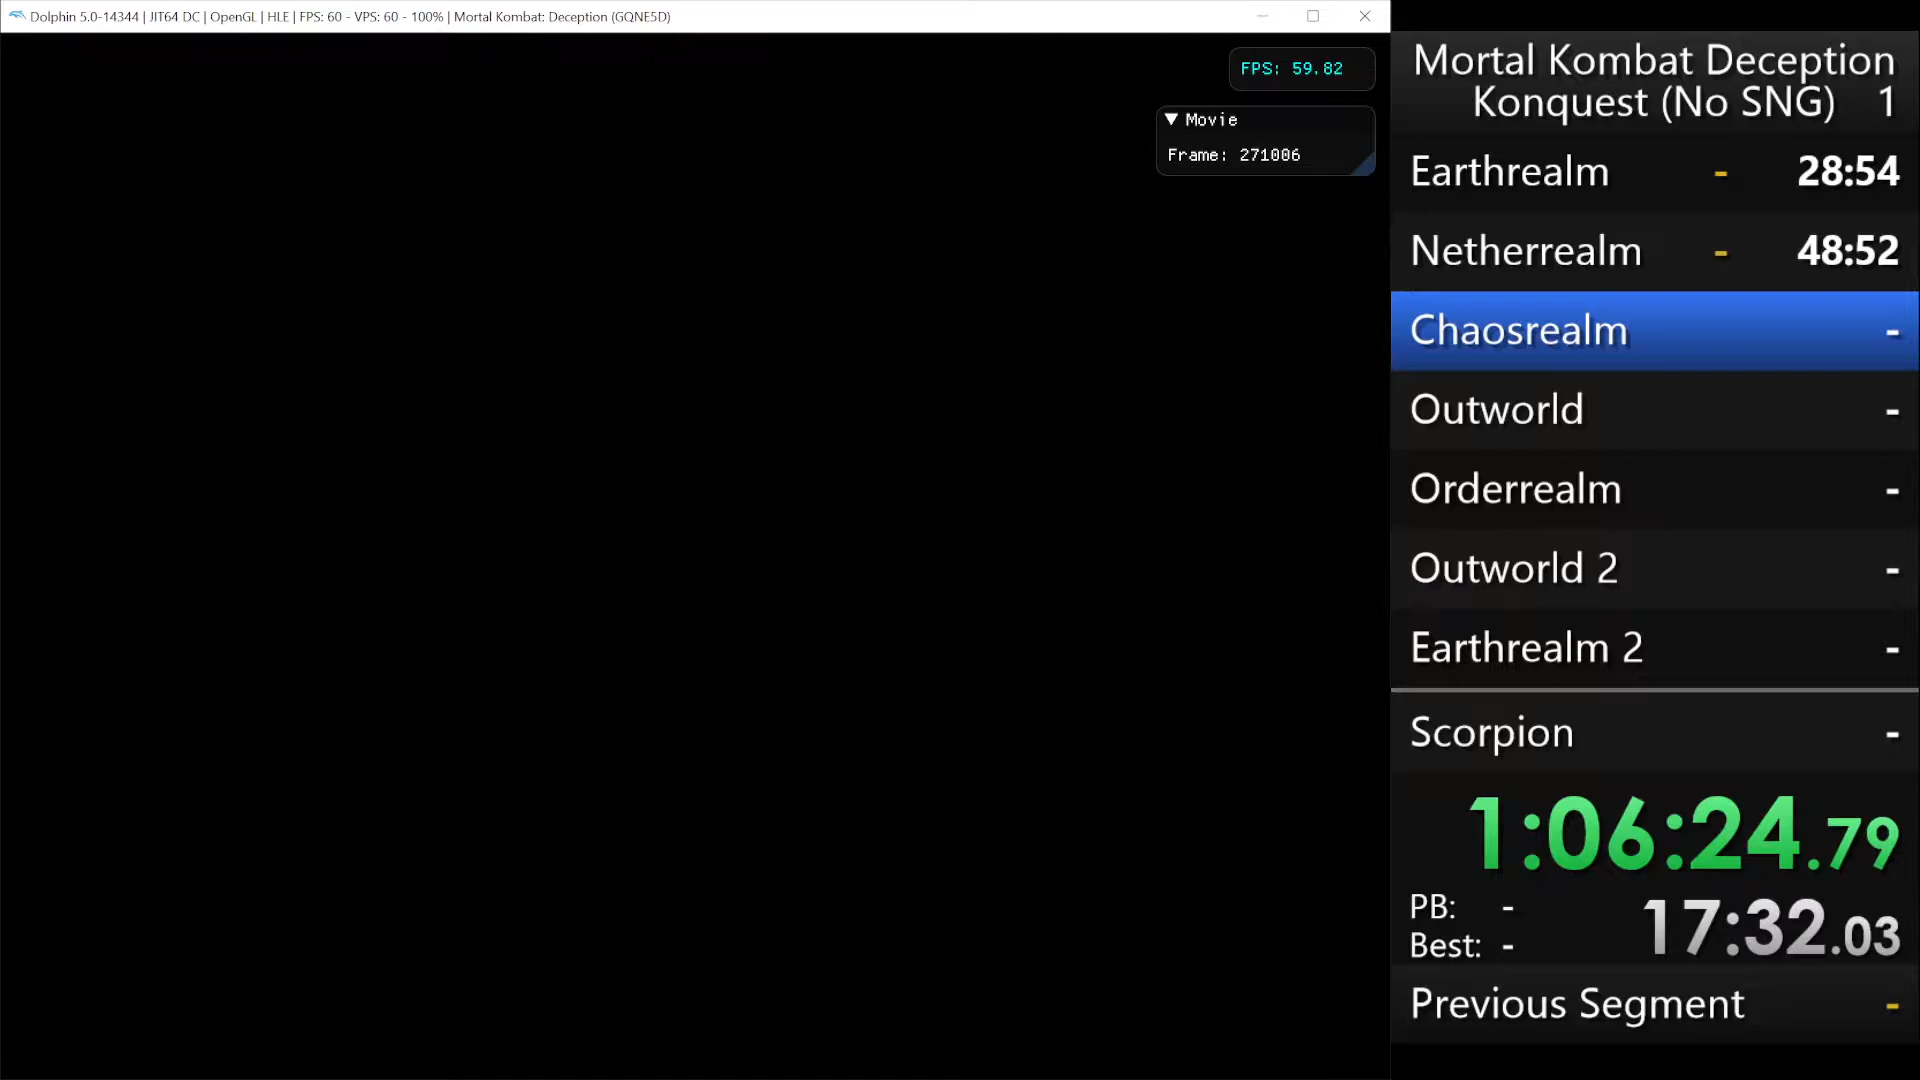 Dolphin 5.0-14344 | JIT64 DC | OpenGL | HLE | FPS: 60 - VPS: 60 - 100% | Mortal Kombat: Deception (GQNE5D)
FPS: 59.82
▼ Movie
Frame: 271006
Mortal Kombat Deception
Konquest (No SNG) 1
Earthrealm - 28:54
Netherrealm - 48:52
Chaosrealm -
Outworld -
Orderrealm -
Outworld 2 -
Earthrealm 2 -
Scorpion -
1:06:24.79
PB: -
Best: -
17:32.03
Previous Segment -